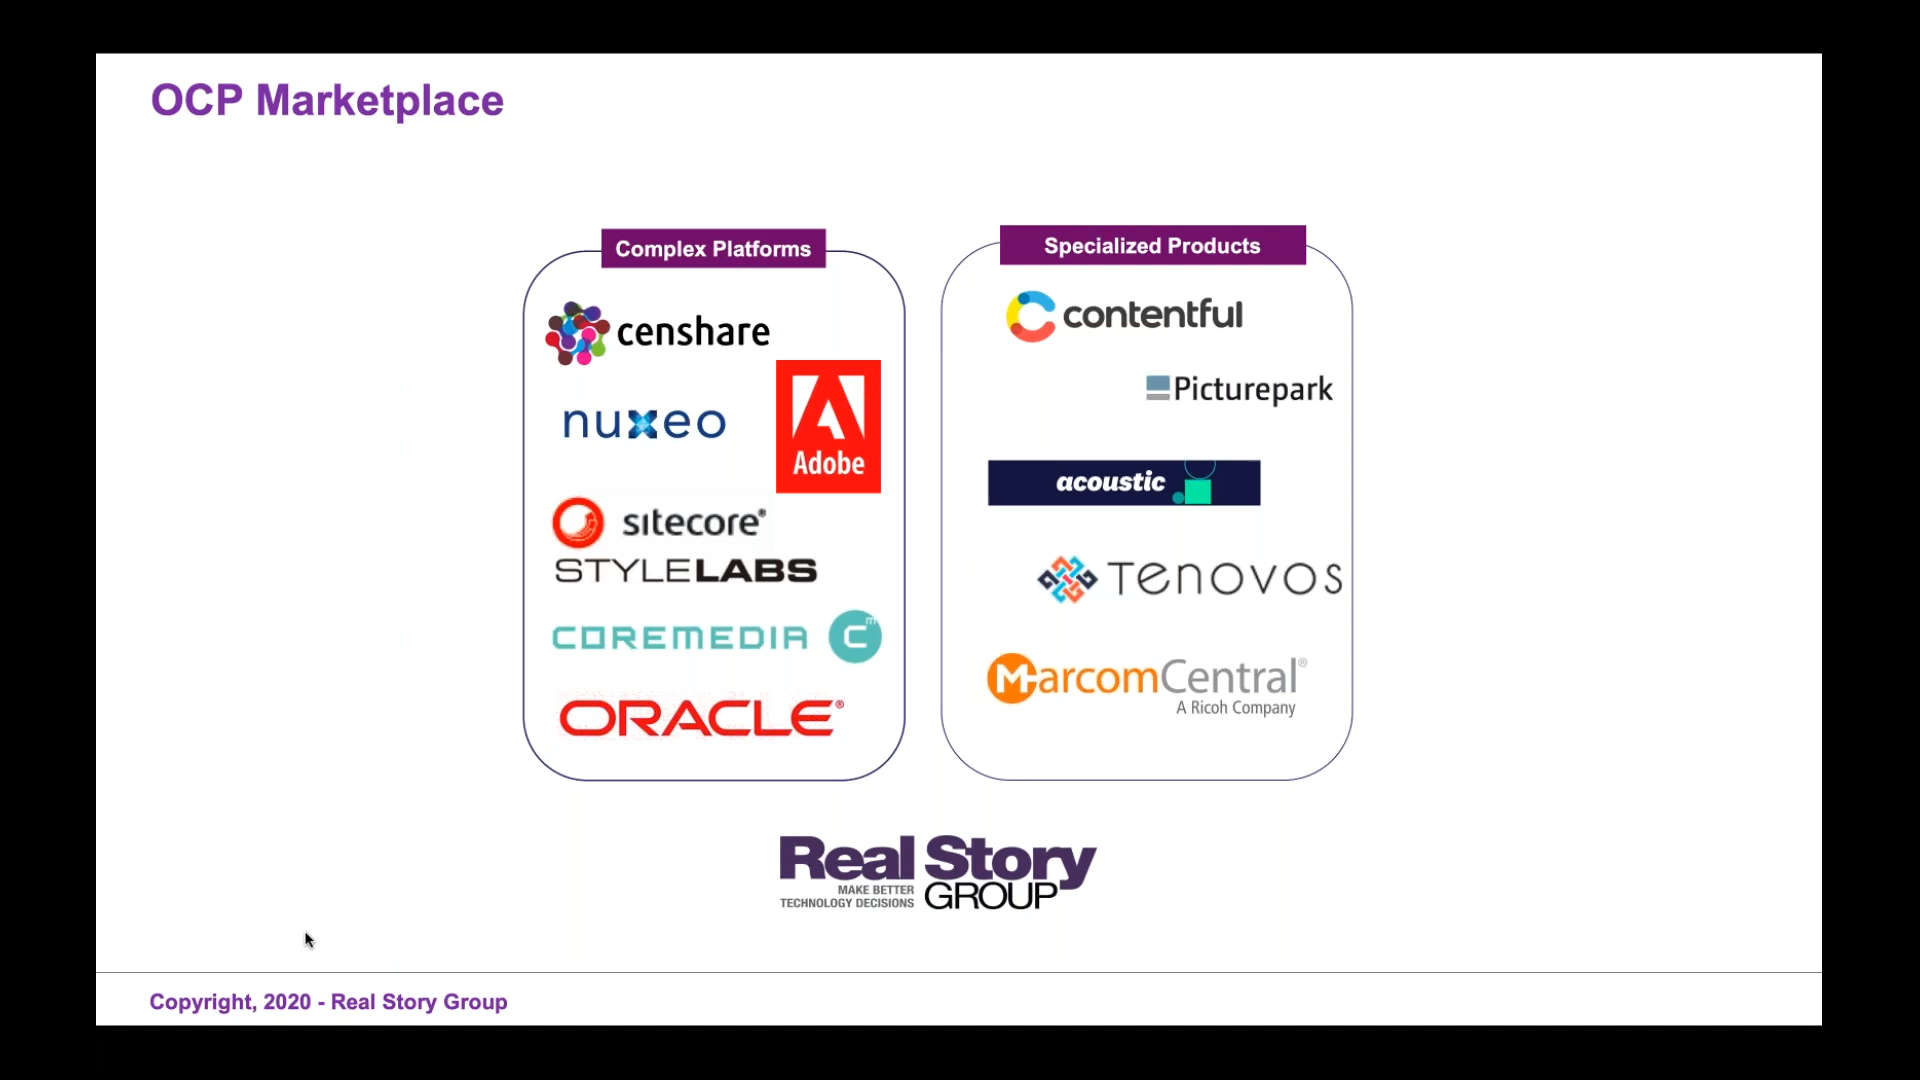 OCP Marketplace
Complex Platforms
censhare
nuxeo
Adobe
sitecore®
STYLELABS
COREMEDIA Cm
ORACLE®
Specialized Products
contentful
Picturepark
acoustic
TENOVOS
MarcomCentral®
A Ricoh Company
Real Story
MAKE BETTER
TECHNOLOGY DECISIONS
GROUP
Copyright, 2020 - Real Story Group